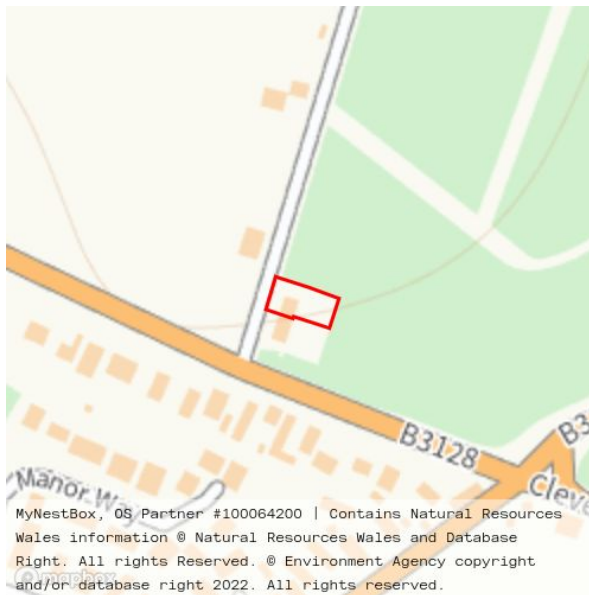 B3128
B3
Cleve
Manor Way
MyNestBox, OS Partner #100064200 | Contains Natural Resources
Wales information © Natural Resources Wales and Database
Right. All rights Reserved. © Environment Agency copyright
and/or database right 2022. All rights reserved.
mapbox